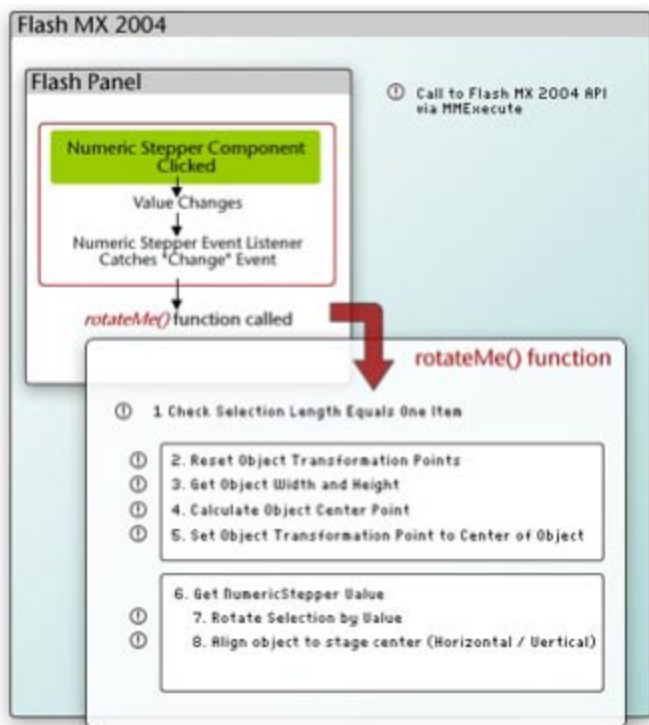 Flash MX 2004
Flash Panel
Call to Flash MX 2004 API
via MMExecute
Numeric Stepper Component
Clicked
Value Changes
Numeric Stepper Event Listener
Catches "Change" Event
rotateMe() function called
rotateMe() function
1 Check Selection Length Equals One Item
2. Reset Object Transformation Points
3. Get Object Width and Height
4. Calculate Object Center Point
5. Set Object Transformation Point to Center of Object
6. Get NumericStepper Value
7. Rotate Selection by Value
8. Align object to stage center (Horizontal / Vertical)